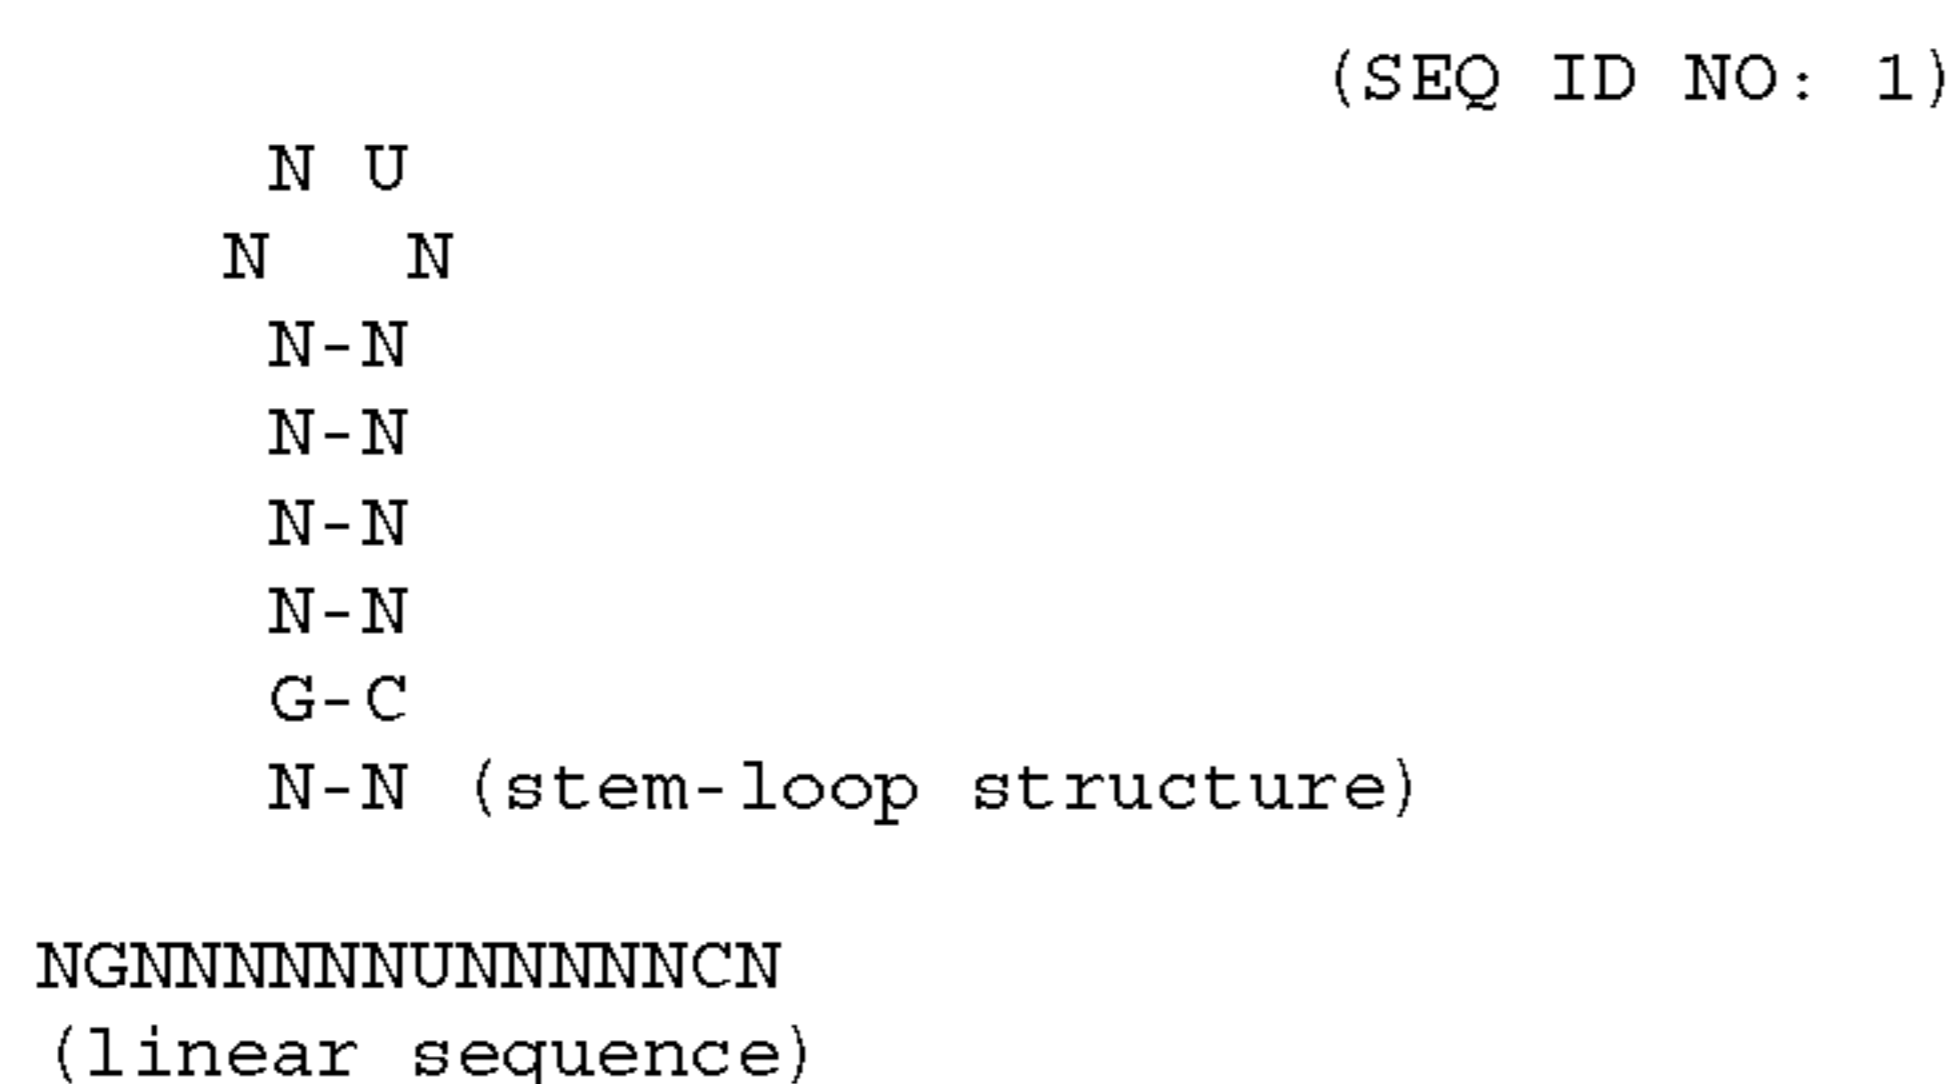 (SEQ ID NO: 1)
N U
N N
N-N
N-N
N-N
N-N
G-C
N-N (stem-loop structure)
NGNNNNNNUNNNNNCN
(linear sequence)